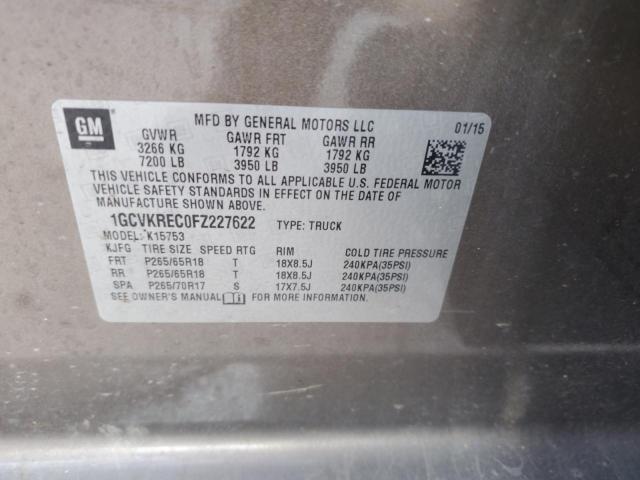 GM
MFD BY GENERAL MOTORS LLC 01/15
GVWR GAWR FRT GAWR RR
3266 KG 1792 KG 1792 KG
7200 LB 3950 LB 3950 LB
THIS VEHICLE CONFORMS TO ALL APPLICABLE U.S. FEDERAL MOTOR
VEHICLE SAFETY STANDARDS IN EFFECT ON THE DATE OF
MANUFACTURE SHOWN ABOVE.
1GCVKREC0FZ227622 TYPE: TRUCK
MODEL: K15753
KJFG TIRE SIZE SPEED RTG RIM COLD TIRE PRESSURE
FRT P265/65R18 T 18X8.5J 240KPA(35PSI)
RR P265/65R18 T 18X8.5J 240KPA(35PSI)
SPA P265/70R17 S 17X7.5J 240KPA(35PSI)
SEE OWNER'S MANUAL FOR ADDITIONAL INFORMATION.